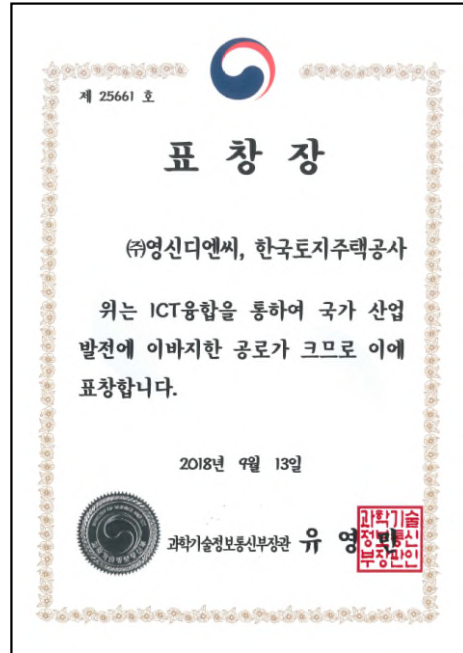 제 25661 호
표 창 장
㈜영신디엔씨, 한국토지주택공사
위는 ICT융합을 통하여 국가 산업
발전에 이바지한 공로가 크므로 이에
표창합니다.
2018년 9월 13일
과학기술정보통신부장관 유 영 민
과학기술
정보통신
부장관인